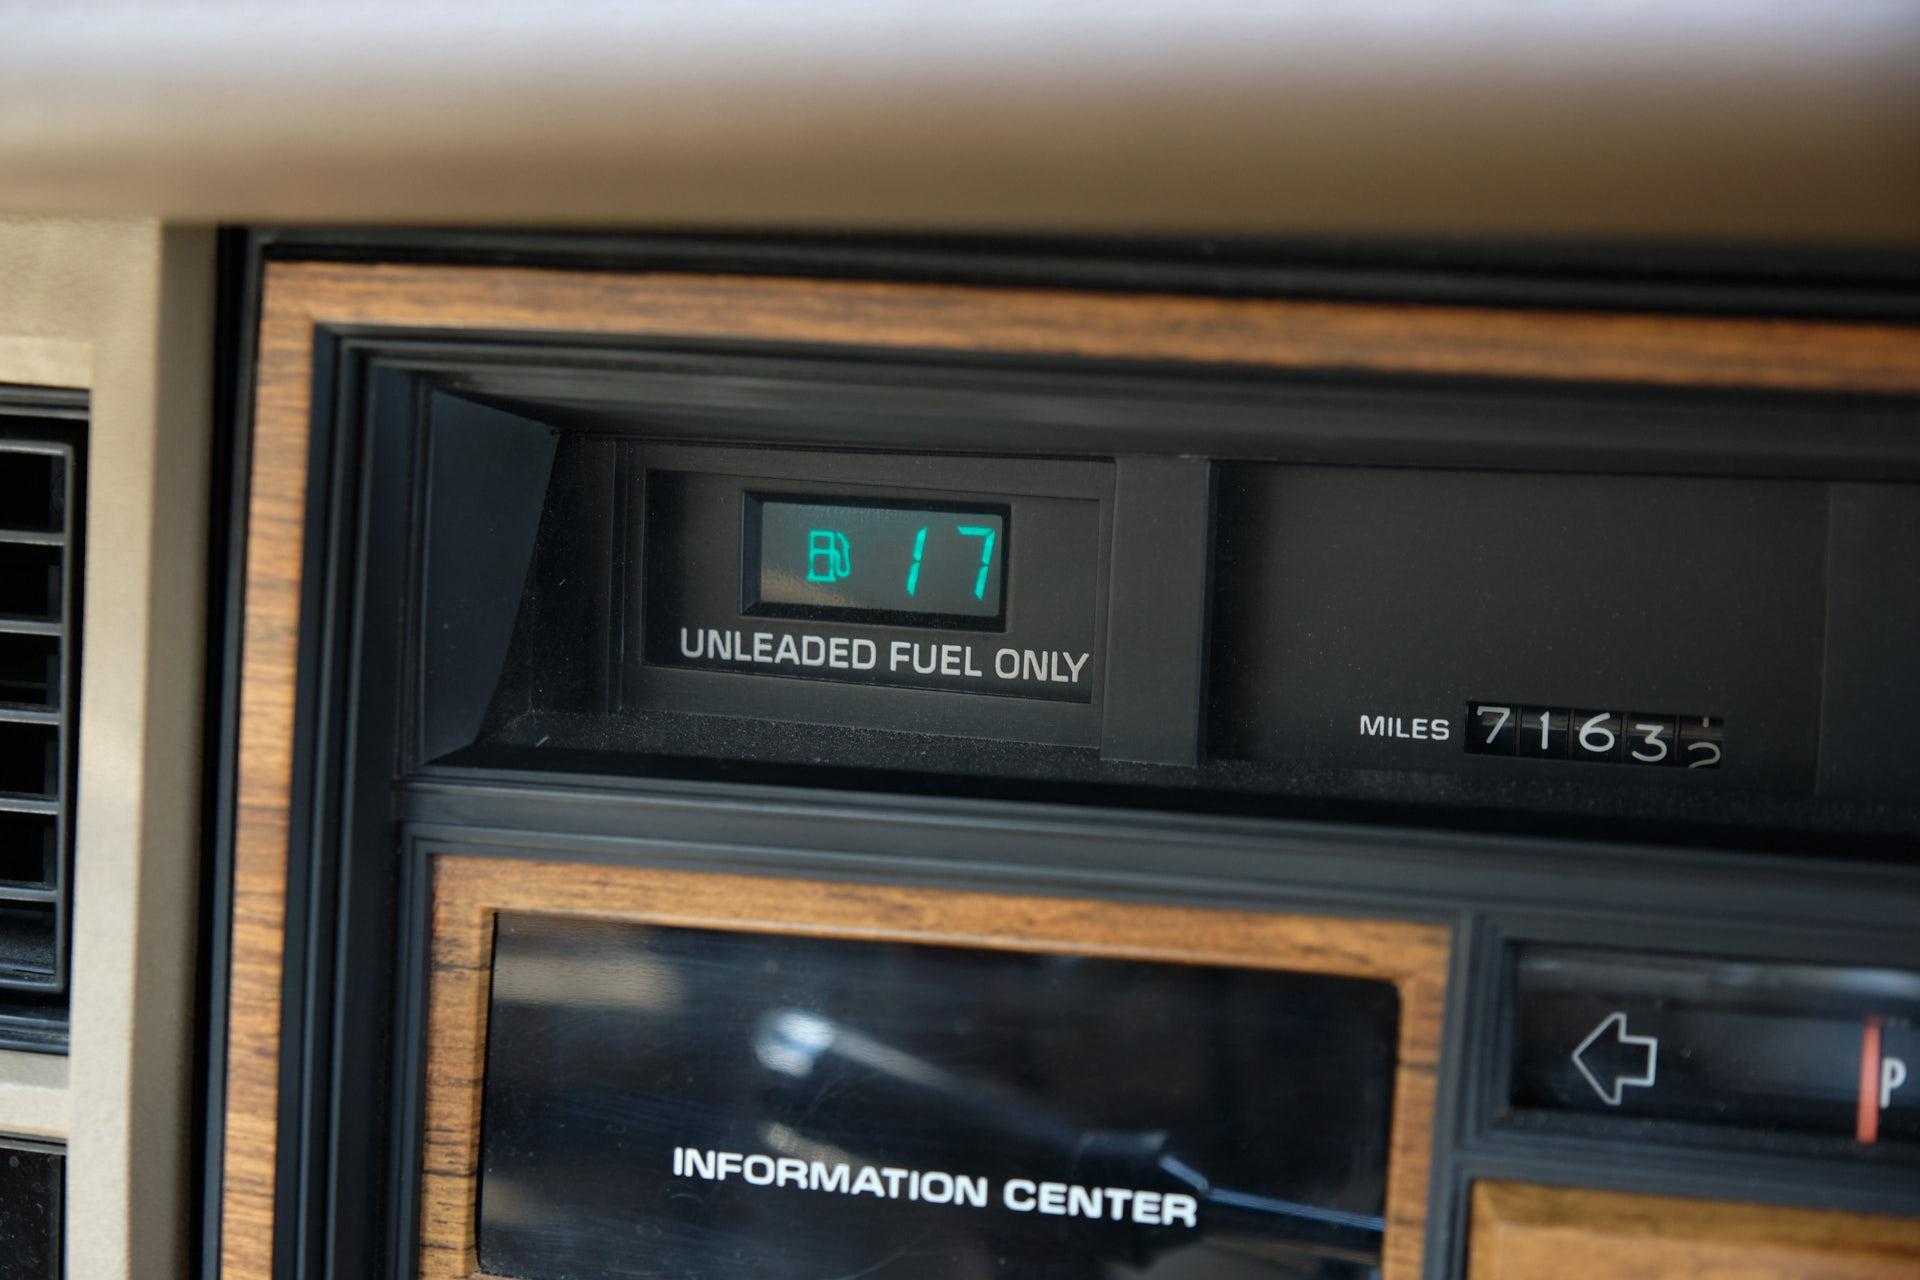 17
UNLEADED FUEL ONLY
MILES 71632
P
INFORMATION CENTER